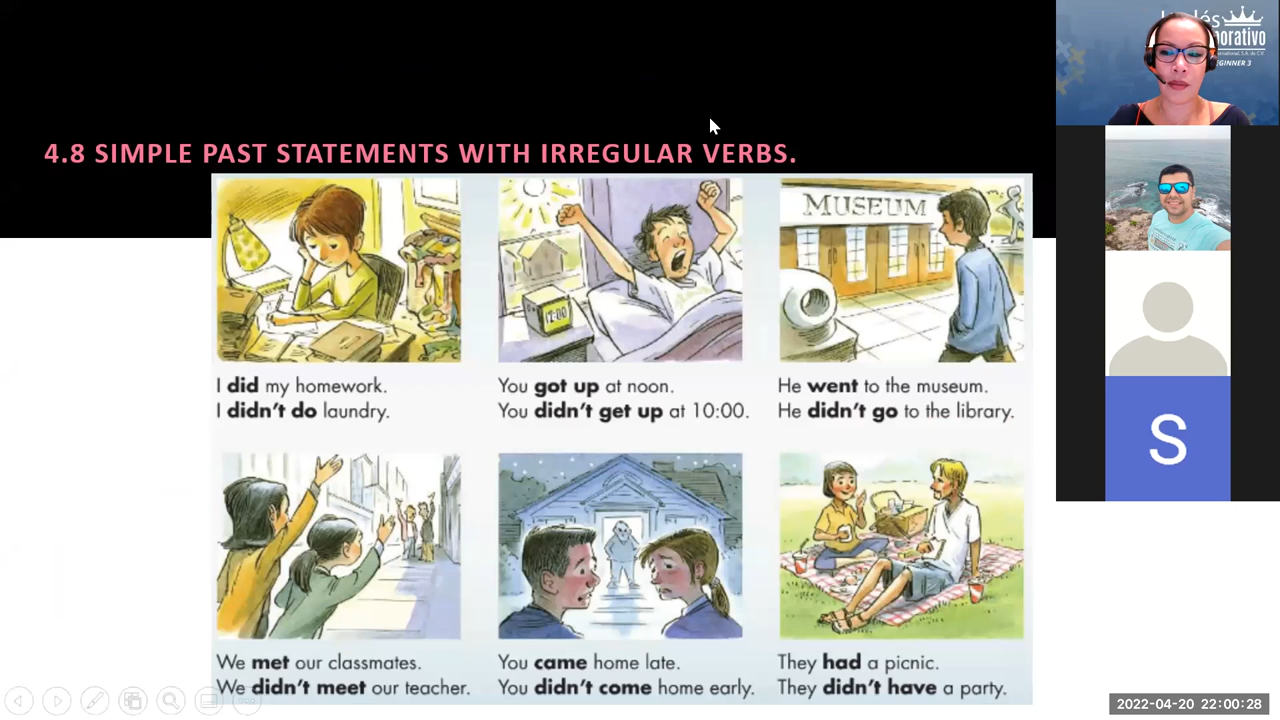 4.8 SIMPLE PAST STATEMENTS WITH IRREGULAR VERBS.
MUSEUM
12:00
I did my homework.
I didn't do laundry.
You got up at noon.
You didn't get up at 10:00.
He went to the museum.
He didn't go to the library.
We met our classmates.
We didn't meet our teacher.
You came home late.
You didn't come home early.
They had a picnic.
They didn't have a party.
S
2022-04-20 22:00:28